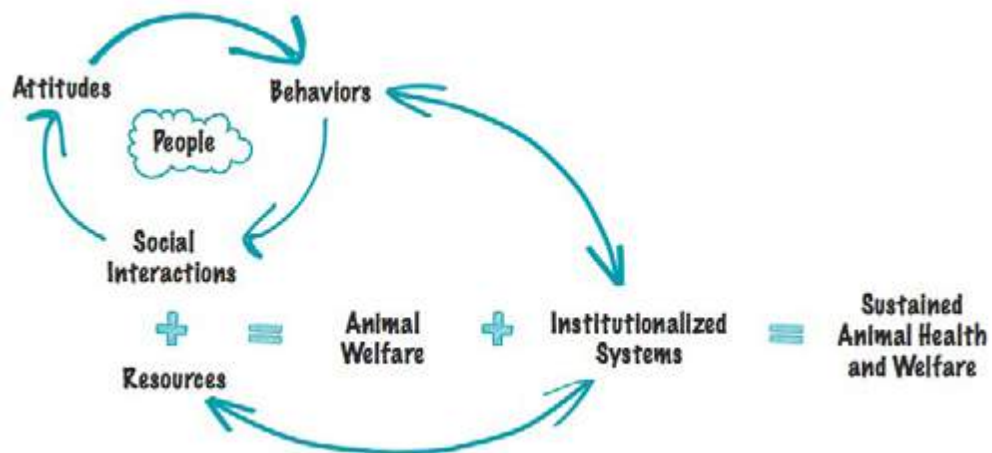 Attitudes
Behaviors
People
Social
Interactions
+
=
Animal
Welfare
+
Institutionalized
Systems
=
Sustained
Animal Health
and Welfare
Resources